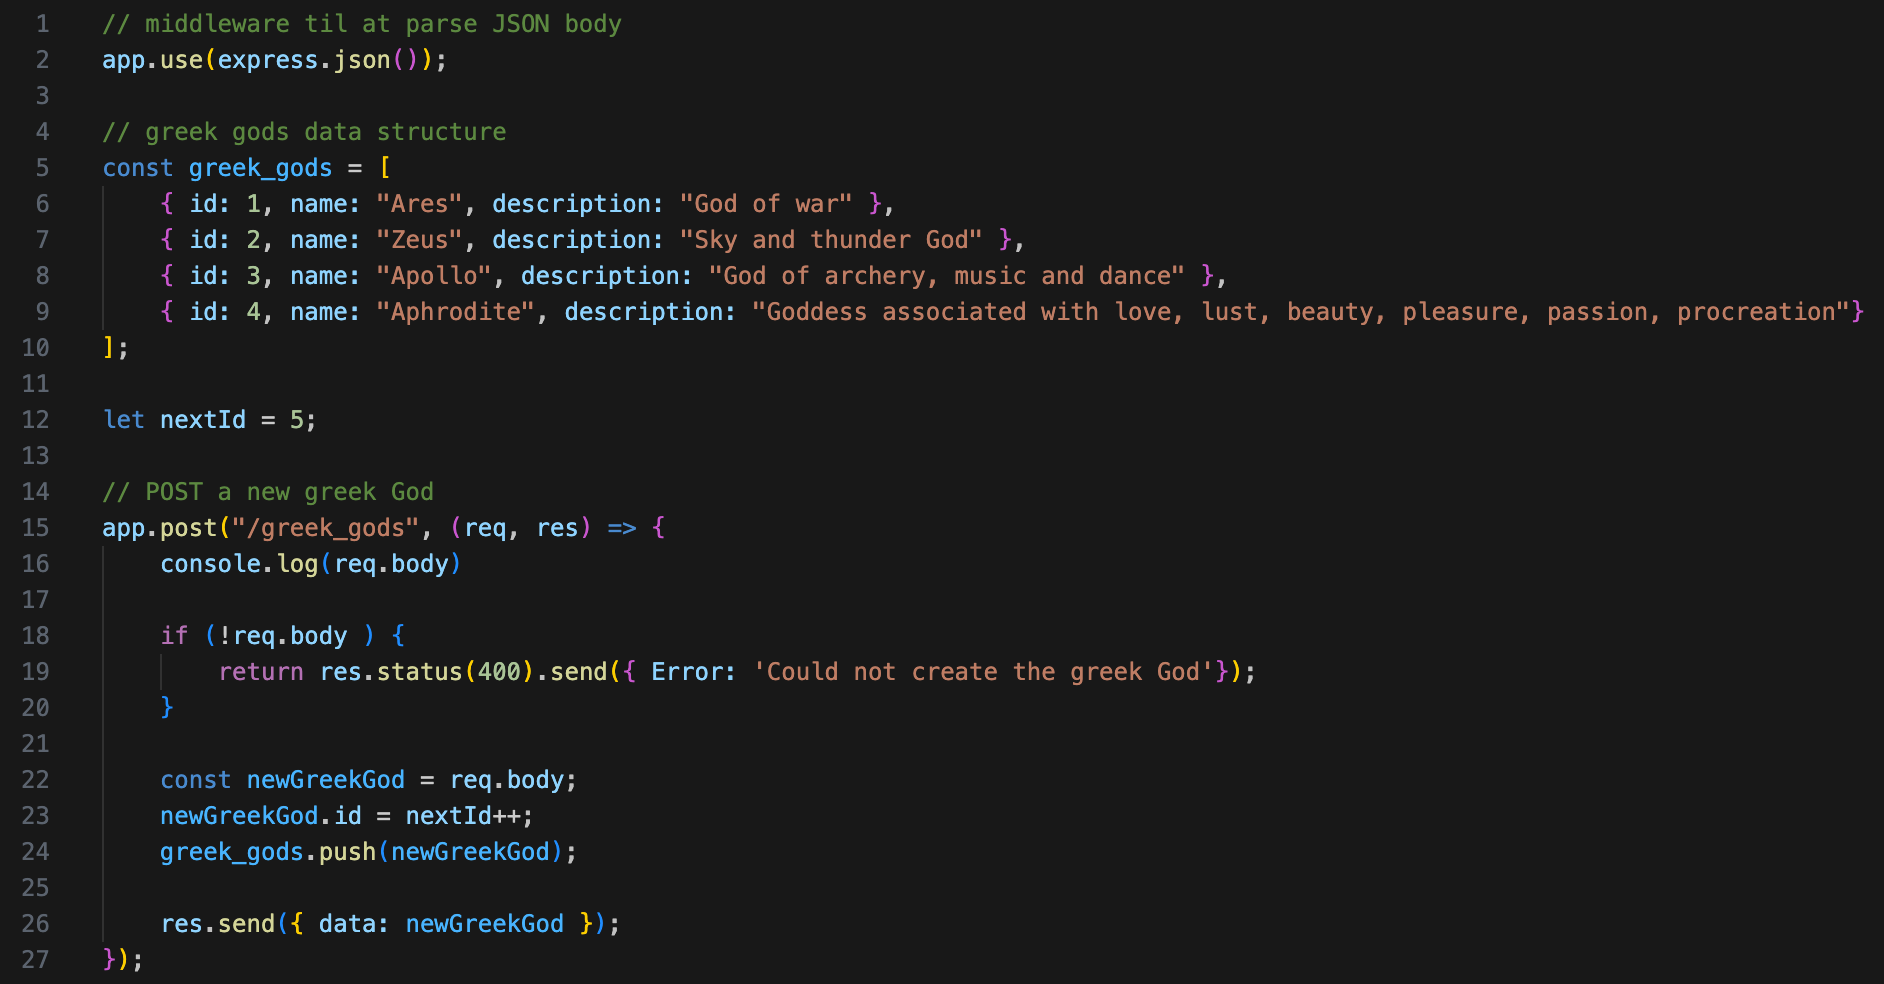 1 // middleware til at parse JSON body
2 app.use(express.json());
3
4 // greek gods data structure
5 const greek_gods = [
6     { id: 1, name: "Ares", description: "God of war" },
7     { id: 2, name: "Zeus", description: "Sky and thunder God" },
8     { id: 3, name: "Apollo", description: "God of archery, music and dance" },
9     { id: 4, name: "Aphrodite", description: "Goddess associated with love, lust, beauty, pleasure, passion, procreation"}
10 ];
11
12 let nextId = 5;
13
14 // POST a new greek God
15 app.post("/greek_gods", (req, res) => {
16     console.log(req.body)
17
18     if (!req.body ) {
19         return res.status(400).send({ Error: 'Could not create the greek God'});
20     }
21
22     const newGreekGod = req.body;
23     newGreekGod.id = nextId++;
24     greek_gods.push(newGreekGod);
25
26     res.send({ data: newGreekGod });
27 });